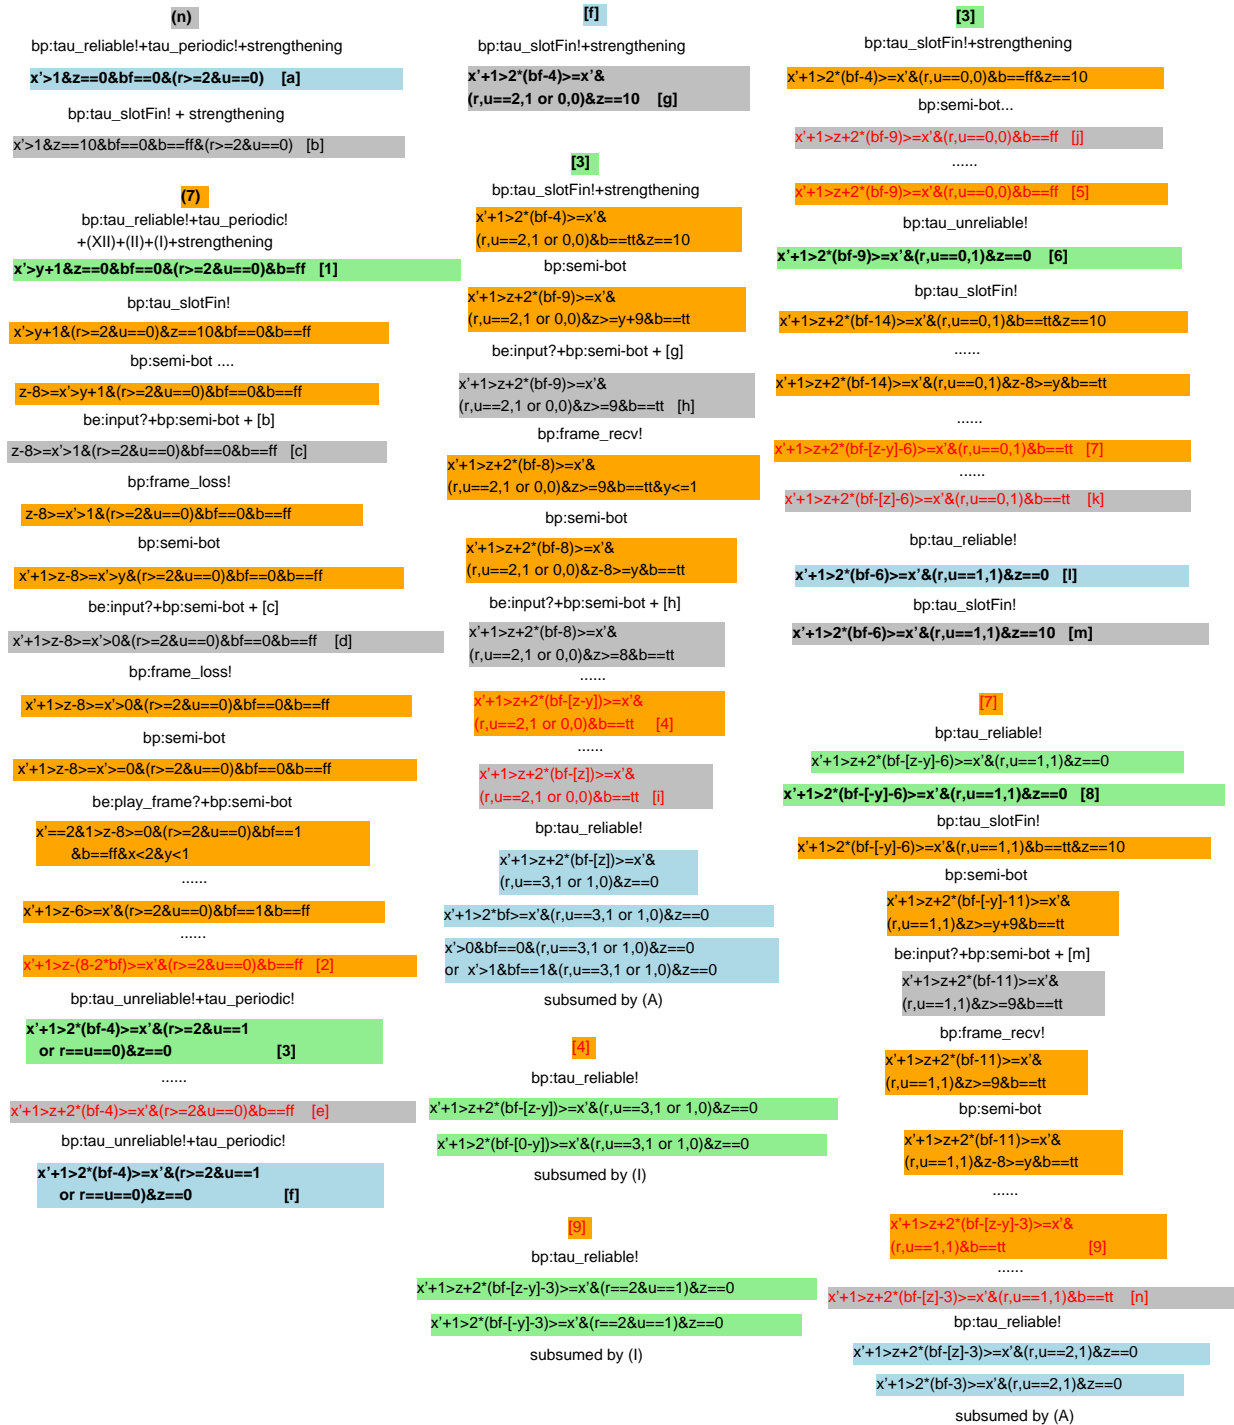 (n)
bp:tau_reliable!+tau_periodic!+strengthening
x'>1&z==0&bf==0&(r>=2&u==0) [a]
bp:tau_slotFin! + strengthening
x'>1&z==10&bf==0&b==ff&(r>=2&u==0) [b]
(7)
bp:tau_reliable!+tau_periodic!
+(XII)+(II)+(I)+strengthening
x'>y+1&z==0&bf==0&(r>=2&u==0)&b=ff [1]
bp:tau_slotFin!
x'>y+1&(r>=2&u==0)&z==10&bf==0&b==ff
bp:semi-bot ....
z-8>=x'>y+1&(r>=2&u==0)&bf==0&b==ff
be:input?+bp:semi-bot + [b]
z-8>=x'>1&(r>=2&u==0)&bf==0&b==ff [c]
bp:frame_loss!
z-8>=x'>1&(r>=2&u==0)&bf==0&b==ff
bp:semi-bot
x'+1>z-8>=x'>y&(r>=2&u==0)&bf==0&b==ff
be:input?+bp:semi-bot + [c]
x'+1>z-8>=x'>0&(r>=2&u==0)&bf==0&b==ff [d]
bp:frame_loss!
x'+1>z-8>=x'>0&(r>=2&u==0)&bf==0&b==ff
bp:semi-bot
x'+1>z-8>=x'>=0&(r>=2&u==0)&bf==0&b==ff
be:play_frame?+bp:semi-bot
x'==2&1>z-8>=0&(r>=2&u==0)&bf==1
&b==ff&x<2&y<1
......
x'+1>z-6>=x'&(r>=2&u==0)&bf==1&b==ff
......
x'+1>z-(8-2*bf)>=x'&(r>=2&u==0)&b==ff [2]
bp:tau_unreliable!+tau_periodic!
x'+1>2*(bf-4)>=x'&(r>=2&u==1
or r==u==0)&z==0 [3]
......
x'+1>z+2*(bf-4)>=x'&(r>=2&u==0)&b==ff [e]
bp:tau_unreliable!+tau_periodic!
x'+1>2*(bf-4)>=x'&(r>=2&u==1
or r==u==0)&z==0 [f]
[f]
bp:tau_slotFin!+strengthening
x'+1>2*(bf-4)>=x'&
(r,u==2,1 or 0,0)&z==10 [g]
[3]
bp:tau_slotFin!+strengthening
x'+1>2*(bf-4)>=x'&
(r,u==2,1 or 0,0)&b==tt&z==10
bp:semi-bot
x'+1>z+2*(bf-9)>=x'&
(r,u==2,1 or 0,0)&z>=y+9&b==tt
be:input?+bp:semi-bot + [g]
x'+1>z+2*(bf-9)>=x'&
(r,u==2,1 or 0,0)&z>=9&b==tt [h]
bp:frame_recv!
x'+1>z+2*(bf-8)>=x'&
(r,u==2,1 or 0,0)&z>=9&b==tt&y<=1
bp:semi-bot
x'+1>z+2*(bf-8)>=x'&
(r,u==2,1 or 0,0)&z-8>=y&b==tt
be:input?+bp:semi-bot + [h]
x'+1>z+2*(bf-8)>=x'&
(r,u==2,1 or 0,0)&z>=8&b==tt
......
x'+1>z+2*(bf-[z-y])>=x'&
(r,u==2,1 or 0,0)&b==tt [4]
......
x'+1>z+2*(bf-[z])>=x'&
(r,u==2,1 or 0,0)&b==tt [i]
bp:tau_reliable!
x'+1>z+2*(bf-[z])>=x'&
(r,u==3,1 or 1,0)&z==0
x'+1>2*bf>=x'&(r,u==3,1 or 1,0)&z==0
x'>0&bf==0&(r,u==3,1 or 1,0)&z==0
or x'>1&bf==1&(r,u==3,1 or 1,0)&z==0
subsumed by (A)
[4]
bp:tau_reliable!
x'+1>z+2*(bf-[z-y])>=x'&(r,u==3,1 or 1,0)&z==0
x'+1>2*(bf-[0-y])>=x'&(r,u==3,1 or 1,0)&z==0
subsumed by (I)
[9]
bp:tau_reliable!
x'+1>z+2*(bf-[z-y]-3)>=x'&(r==2&u==1)&z==0
x'+1>2*(bf-[-y]-3)>=x'&(r==2&u==1)&z==0
subsumed by (I)
[3]
bp:tau_slotFin!+strengthening
x'+1>2*(bf-4)>=x'&(r,u==0,0)&b==ff&z==10
bp:semi-bot...
x'+1>z+2*(bf-9)>=x'&(r,u==0,0)&b==ff [j]
......
x'+1>z+2*(bf-9)>=x'&(r,u==0,0)&b==ff [5]
bp:tau_unreliable!
x'+1>2*(bf-9)>=x'&(r,u==0,1)&z==0 [6]
bp:tau_slotFin!
x'+1>z+2*(bf-14)>=x'&(r,u==0,1)&b==tt&z==10
......
x'+1>z+2*(bf-14)>=x'&(r,u==0,1)&z-8>=y&b==tt
......
x'+1>z+2*(bf-[z-y]-6)>=x'&(r,u==0,1)&b==tt [7]
......
x'+1>z+2*(bf-[z]-6)>=x'&(r,u==0,1)&b==tt [k]
bp:tau_reliable!
x'+1>2*(bf-6)>=x'&(r,u==1,1)&z==0 [l]
bp:tau_slotFin!
x'+1>2*(bf-6)>=x'&(r,u==1,1)&z==10 [m]
[7]
bp:tau_reliable!
x'+1>z+2*(bf-[z-y]-6)>=x'&(r,u==1,1)&z==0
x'+1>2*(bf-[-y]-6)>=x'&(r,u==1,1)&z==0 [8]
bp:tau_slotFin!
x'+1>2*(bf-[-y]-6)>=x'&(r,u==1,1)&b==tt&z==10
bp:semi-bot
x'+1>z+2*(bf-[-y]-11)>=x'&
(r,u==1,1)&z>=y+9&b==tt
be:input?+bp:semi-bot + [m]
x'+1>z+2*(bf-11)>=x'&
(r,u==1,1)&z>=9&b==tt
bp:frame_recv!
x'+1>z+2*(bf-11)>=x'&
(r,u==1,1)&z>=9&b==tt
bp:semi-bot
x'+1>z+2*(bf-11)>=x'&
(r,u==1,1)&z-8>=y&b==tt
......
x'+1>z+2*(bf-[z-y]-3)>=x'&
(r,u==1,1)&b==tt [9]
......
x'+1>z+2*(bf-[z]-3)>=x'&(r,u==1,1)&b==tt [n]
bp:tau_reliable!
x'+1>z+2*(bf-[z]-3)>=x'&(r,u==2,1)&z==0
x'+1>2*(bf-3)>=x'&(r,u==2,1)&z==0
subsumed by (A)